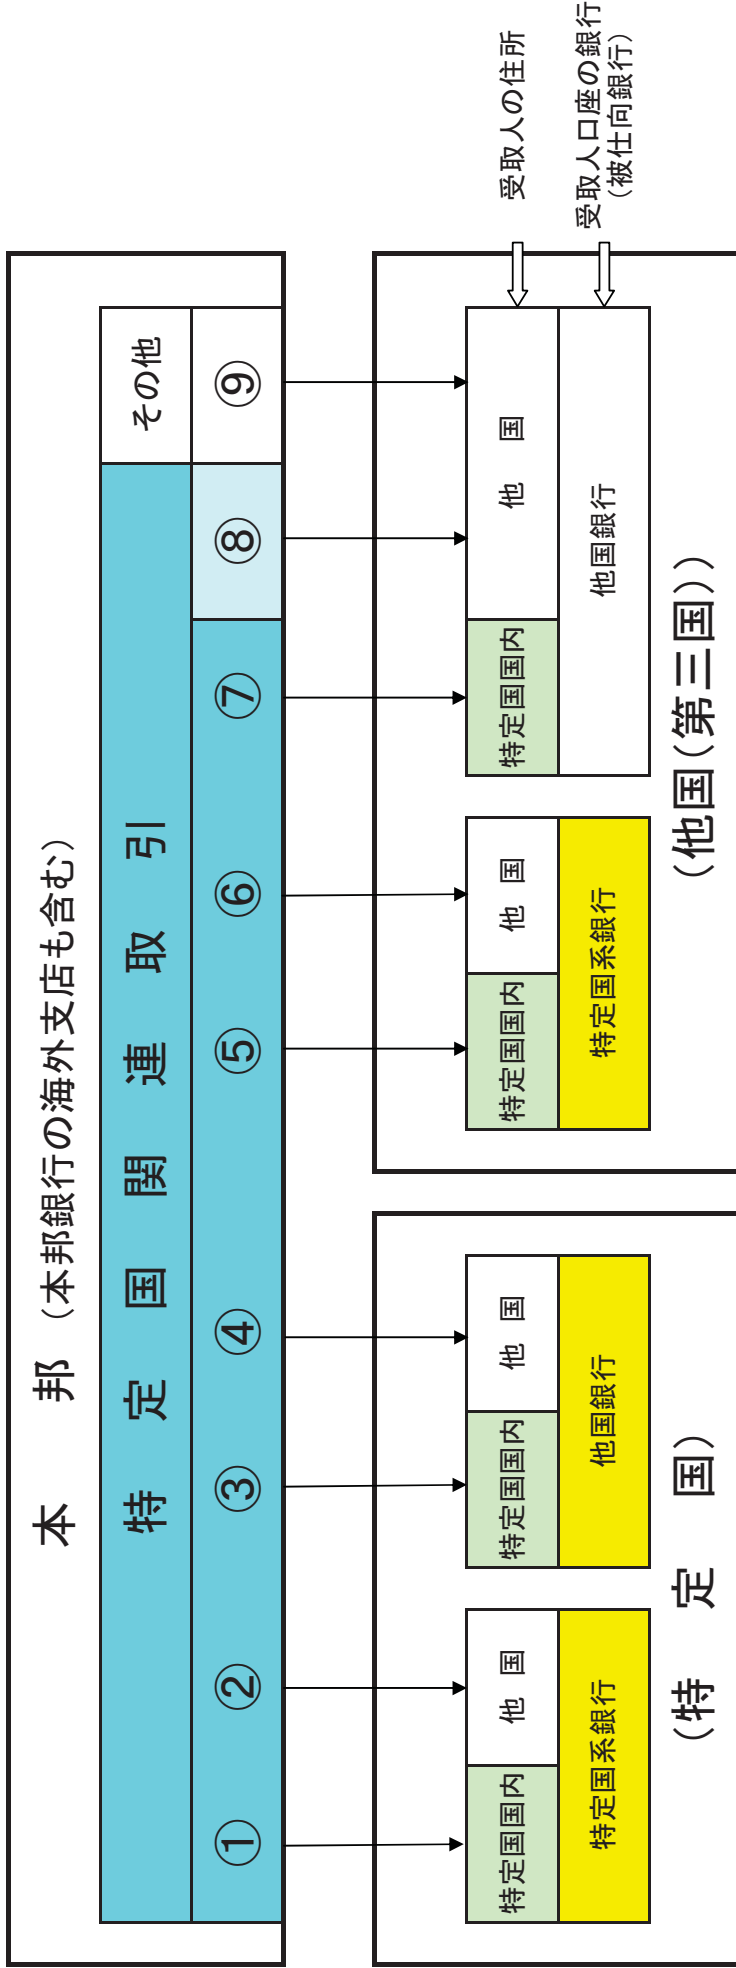 本　邦（本邦銀行の海外支店も含む）
特定国関連取引
その他
① ② ③ ④ ⑤ ⑥ ⑦ ⑧ ⑨
特定国国内
他　国
特定国国内
他　国
特定国国内
他　国
特定国国内
他　国
受取人の住所
特定国系銀行
他国銀行
特定国系銀行
他国銀行
受取人口座の銀行
（被仕向銀行）
（特　定　国）
（他国（第三国））